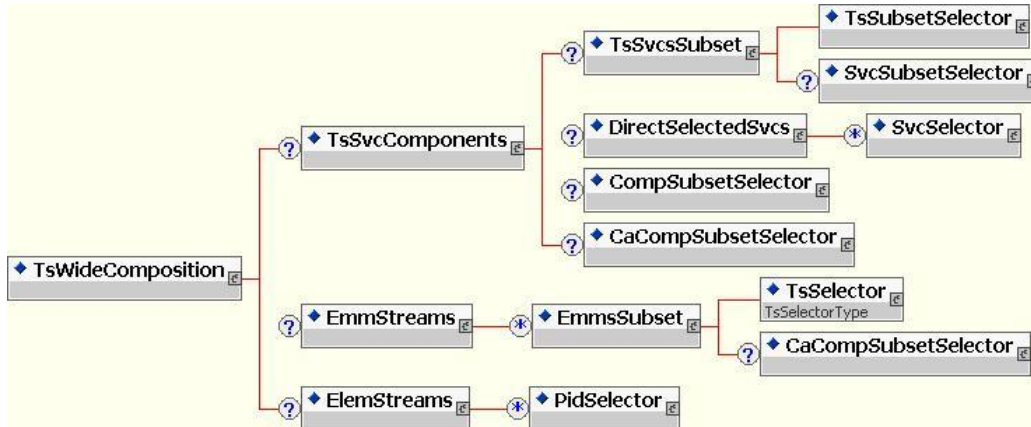 TsSubsetSelector
TsSvcsSubset
? SvcSubsetSelector
?
? TsSvcComponents
? DirectSelectedSvcs
* SvcSelector
? CompSubsetSelector
? CaCompSubsetSelector
TsWideComposition
TsSelector
TsSelectorType
? EmmStreams
* EmmsSubset
? CaCompSubsetSelector
? ElemStreams
* PidSelector